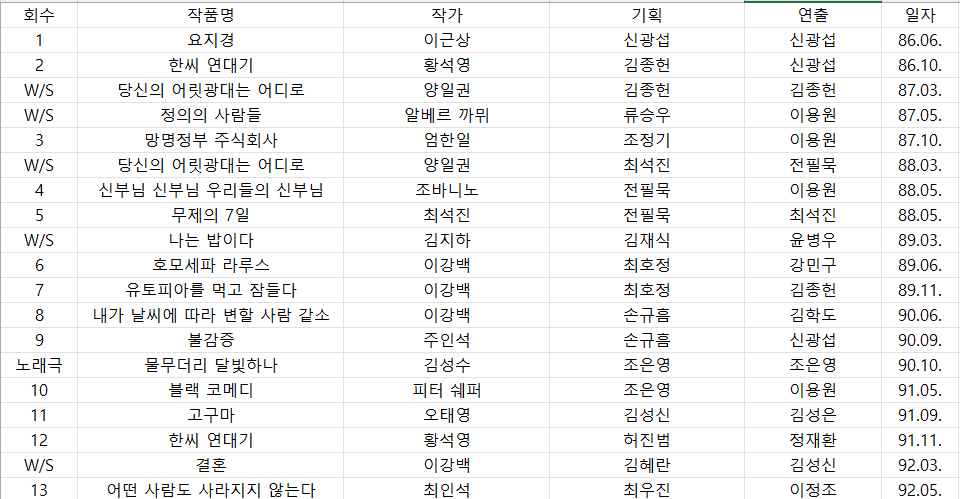 회수 작품명 작가 기획 연출 일자
1 요지경 이근상 신광섭 신광섭 86.06.
2 한씨 연대기 황석영 김종헌 신광섭 86.10.
W/S 당신의 어릿광대는 어디로 양일권 김종헌 김종헌 87.03.
W/S 정의의 사람들 알베르 까뮈 류승우 이용원 87.05.
3 망명정부 주식회사 엄한일 조정기 이용원 87.10.
W/S 당신의 어릿광대는 어디로 양일권 최석진 전필묵 88.03.
4 신부님 신부님 우리들의 신부님 조바니노 전필묵 이용원 88.05.
5 무제의 7일 최석진 전필묵 최석진 88.05.
W/S 나는 밥이다 김지하 김재식 윤병우 89.03.
6 호모세파 라루스 이강백 최호정 강민구 89.06.
7 유토피아를 먹고 잠들다 이강백 최호정 김종헌 89.11.
8 내가 날씨에 따라 변할 사람 같소 이강백 손규흠 김학도 90.06.
9 불감증 주인석 손규흠 신광섭 90.09.
노래극 물무더리 달빛하나 김성수 조은영 조은영 90.10.
10 블랙 코메디 피터 쉐퍼 조은영 이용원 91.05.
11 고구마 오태영 김성신 김성은 91.09.
12 한씨 연대기 황석영 허진범 정재환 91.11.
W/S 결혼 이강백 김혜란 김성신 92.03.
13 어떤 사람도 사라지지 않는다 최인석 최우진 이정조 92.05.